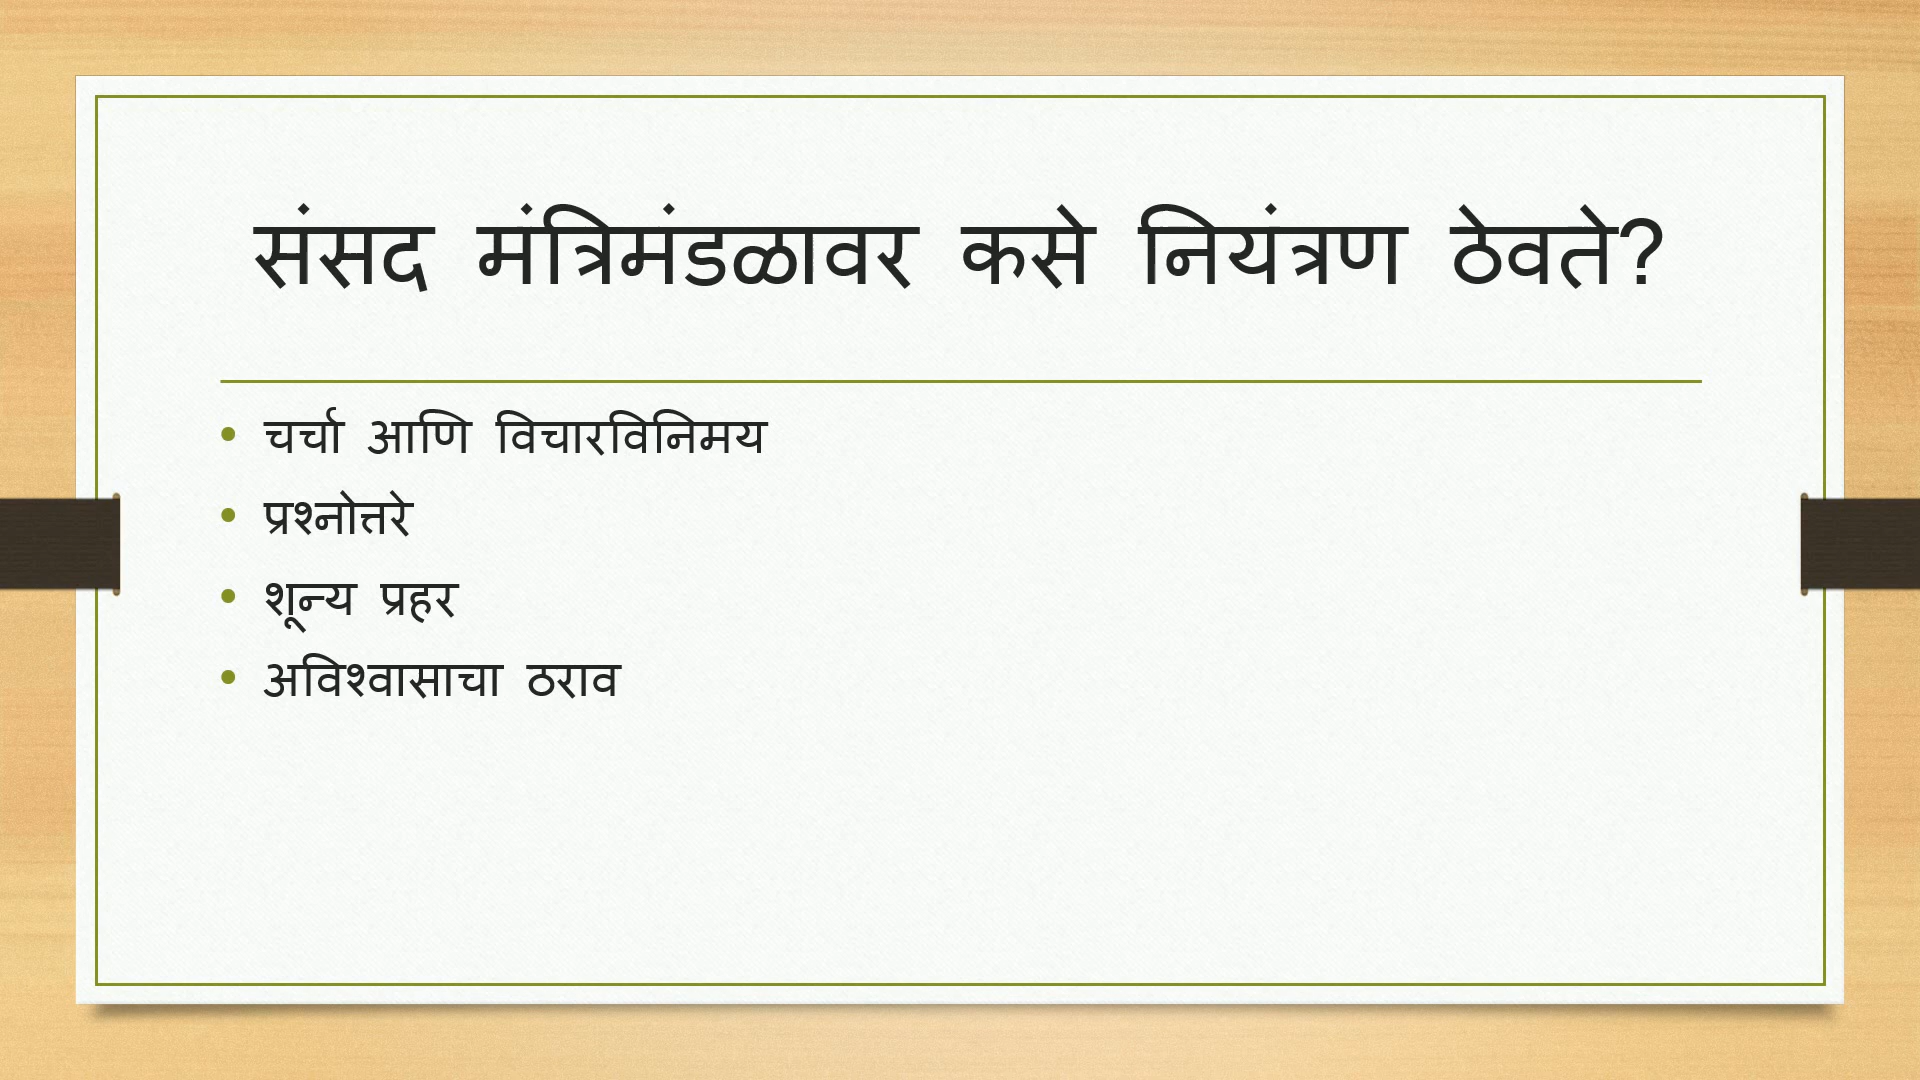 संसद मंत्रिमंडळावर कसे नियंत्रण ठेवते?
• चर्चा आणि विचारविनिमय
• प्रश्नोत्तरे
• शून्य प्रहर
• अविश्वासाचा ठराव